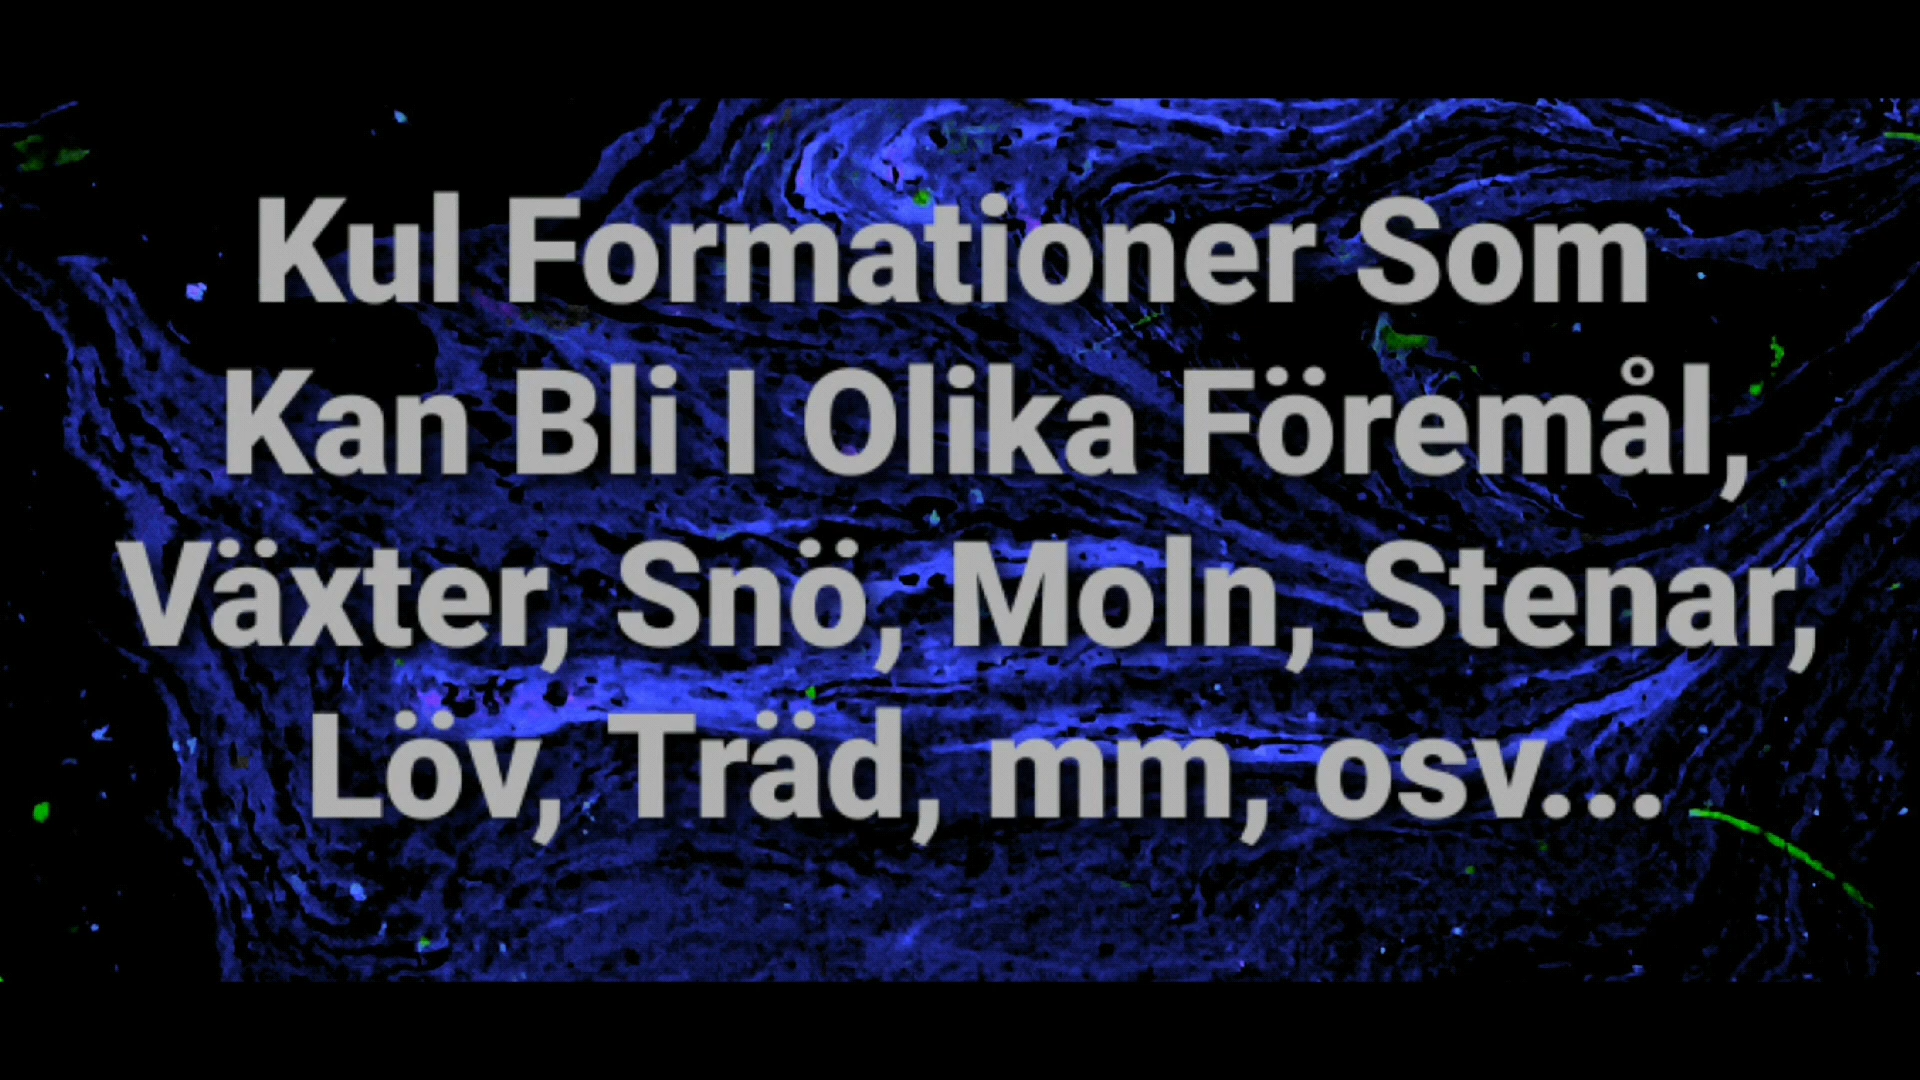 Kul Formationer Som
Kan Bli I Olika Föremål,
Växter, Snö, Moln, Stenar,
Löv, Träd, mm, osv...